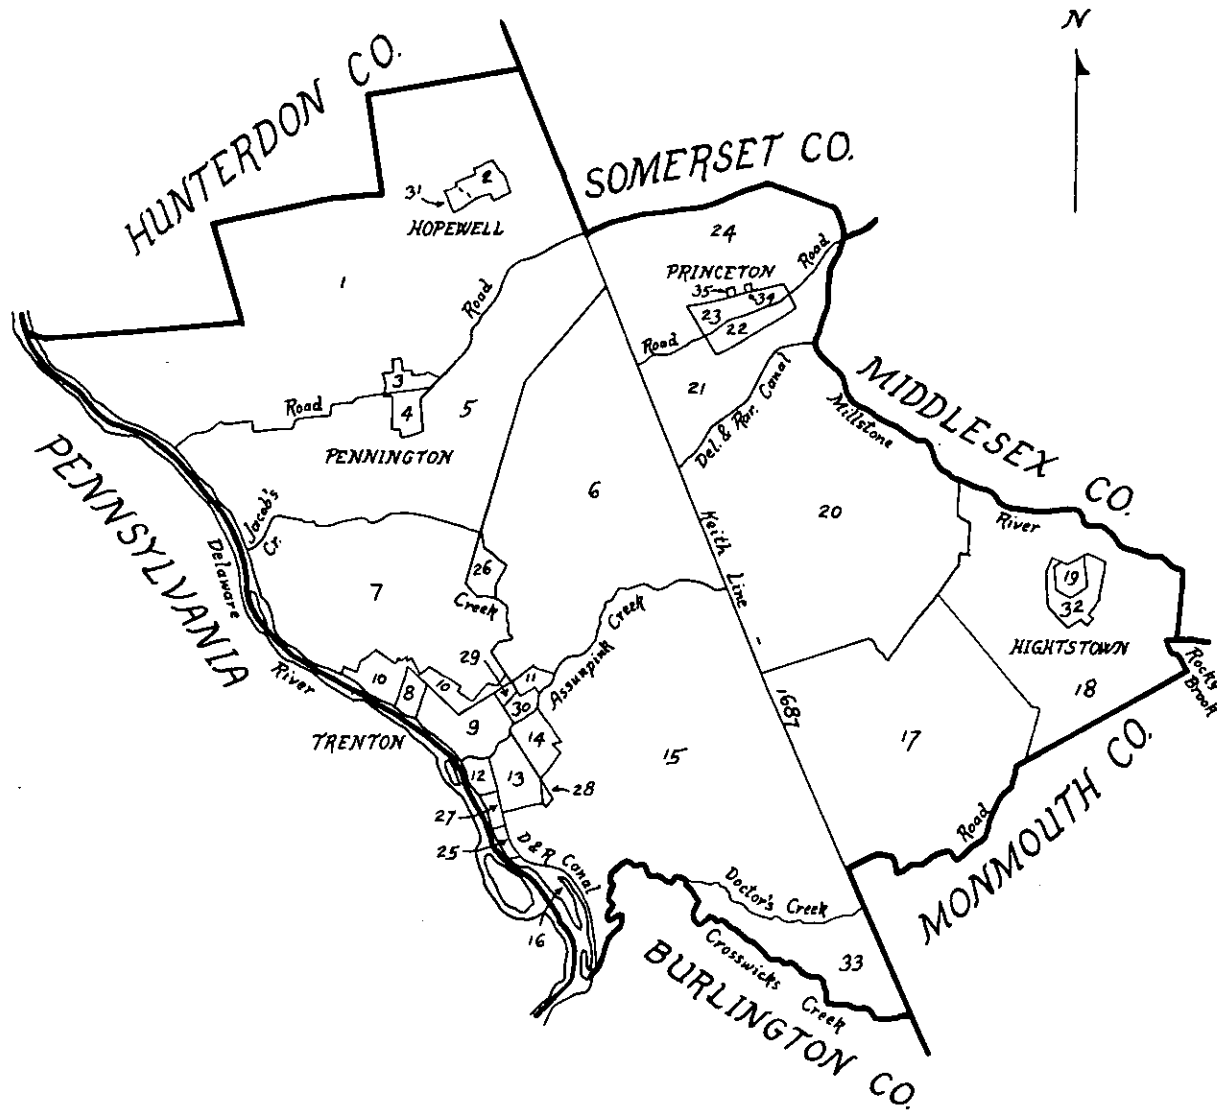 N
HUNTERDON CO.
SOMERSET CO.
31
2
HOPEWELL
24
1
PRINCETON
Road
35
34
23
22
Road
Road
3
4
Road
5
21
Del. & Rar. Canal
MIDDLESEX CO.
Millstone
PENNINGTON
PENNSYLVANIA
6
20
River
Jacob's
Cr.
Keith Line
1687
Delaware
River
7
26
Creek
19
32
HIGHTSTOWN
29
Assunpink Creek
Rock's
Brook
10
8
10
11
18
30
9
14
TRENTON
15
17
12
13
28
27
25
D&R Canal
Road
MONMOUTH CO.
Doctor's Creek
16
Crosswicks
Creek
33
BURLINGTON CO.